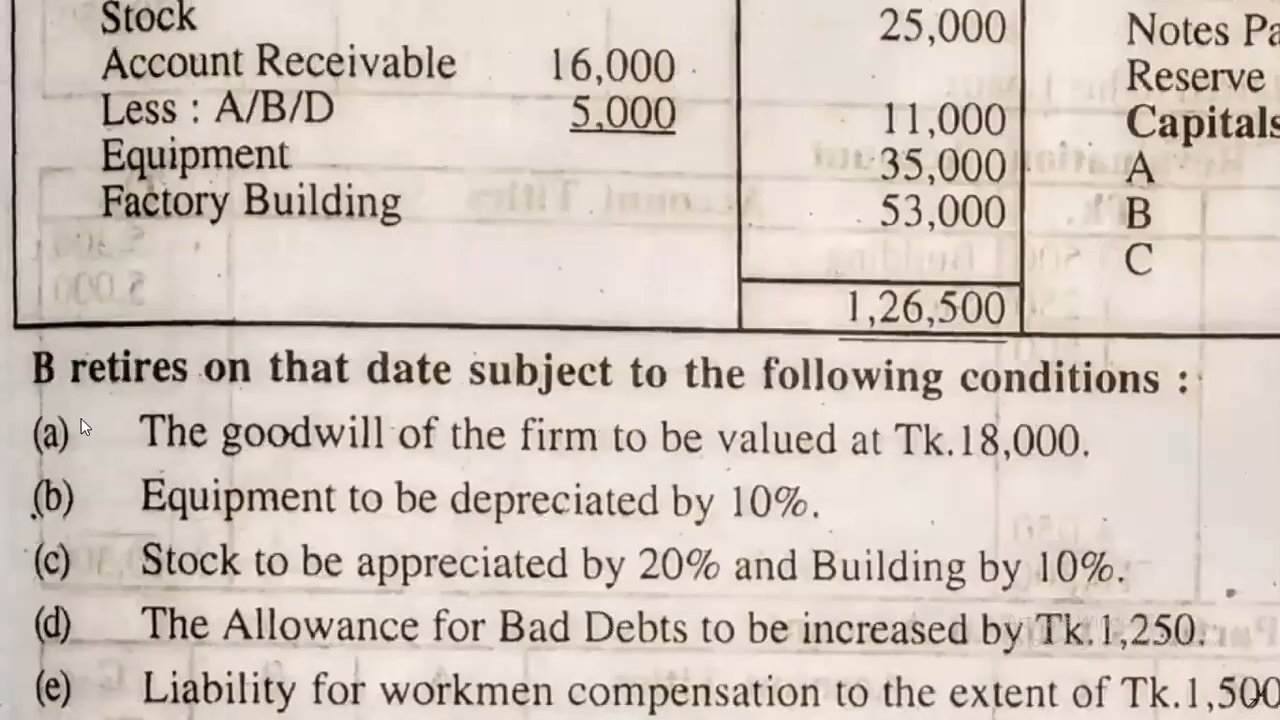 Stock 25,000 Notes Pa
Account Receivable 16,000 Reserve
Less : A/B/D 5,000 11,000 Capitals
Equipment 35,000 A
Factory Building 53,000 B
C
1,26,500
B retires on that date subject to the following conditions :
(a) The goodwill of the firm to be valued at Tk.18,000.
(b) Equipment to be depreciated by 10%.
(c) Stock to be appreciated by 20% and Building by 10%.
(d) The Allowance for Bad Debts to be increased by Tk.1,250.
(e) Liability for workmen compensation to the extent of Tk.1,500